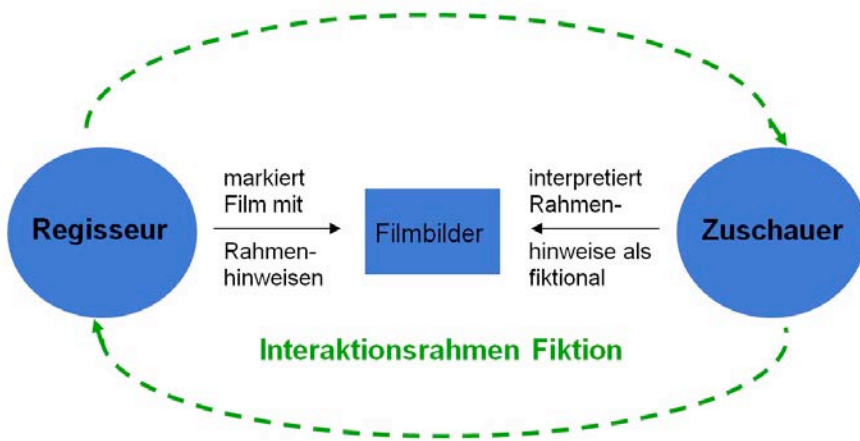 Regisseur
markiert
Film mit
Rahmen-
hinweisen
Filmbilder
interpretiert
Rahmen-
hinweise als
fiktional
Zuschauer
Interaktionsrahmen Fiktion